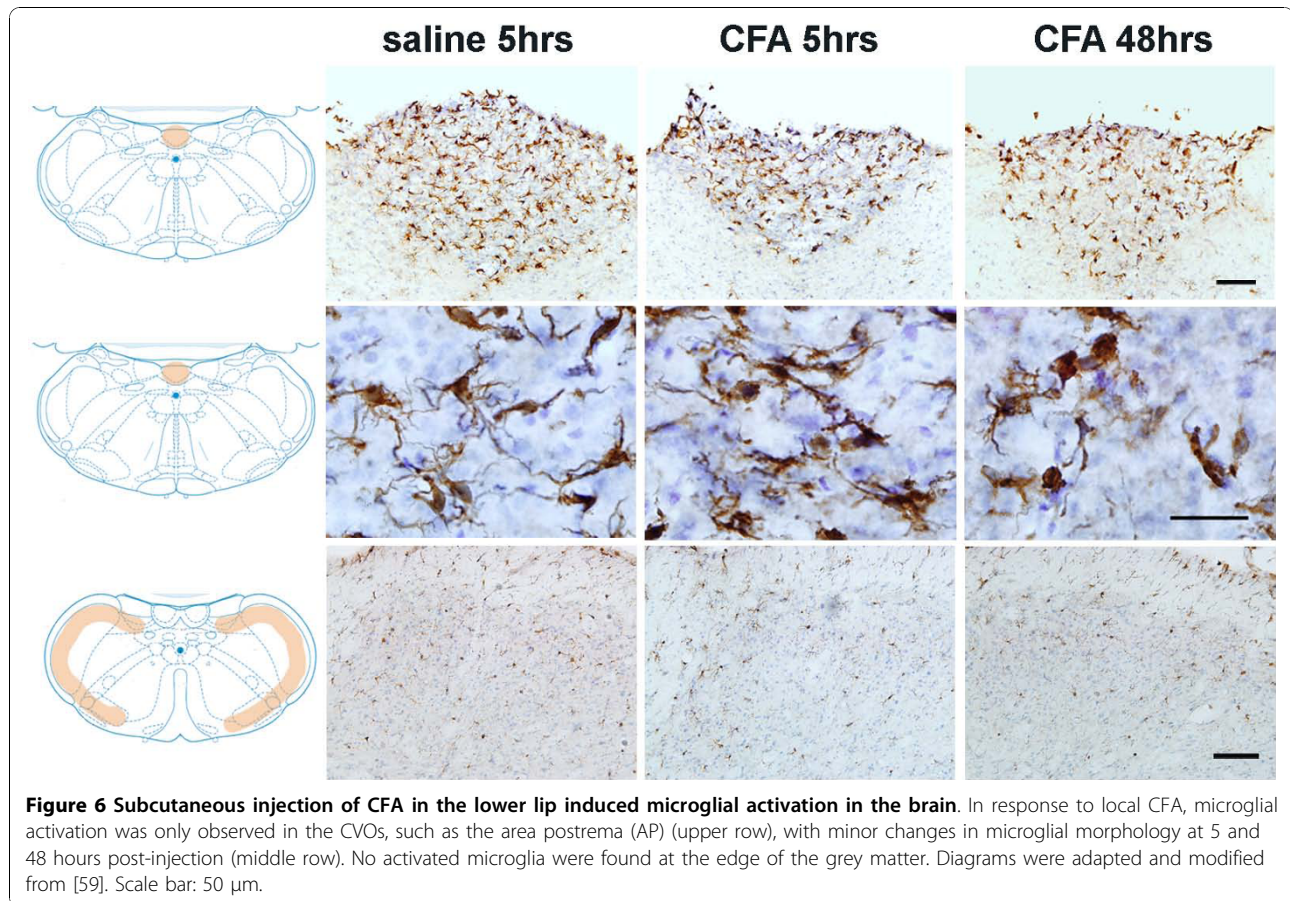 saline 5hrs CFA 5hrs CFA 48hrs
Figure 6 Subcutaneous injection of CFA in the lower lip induced microglial activation in the brain. In response to local CFA, microglial
activation was only observed in the CVOs, such as the area postrema (AP) (upper row), with minor changes in microglial morphology at 5 and
48 hours post-injection (middle row). No activated microglia were found at the edge of the grey matter. Diagrams were adapted and modified
from [59]. Scale bar: 50 μm.